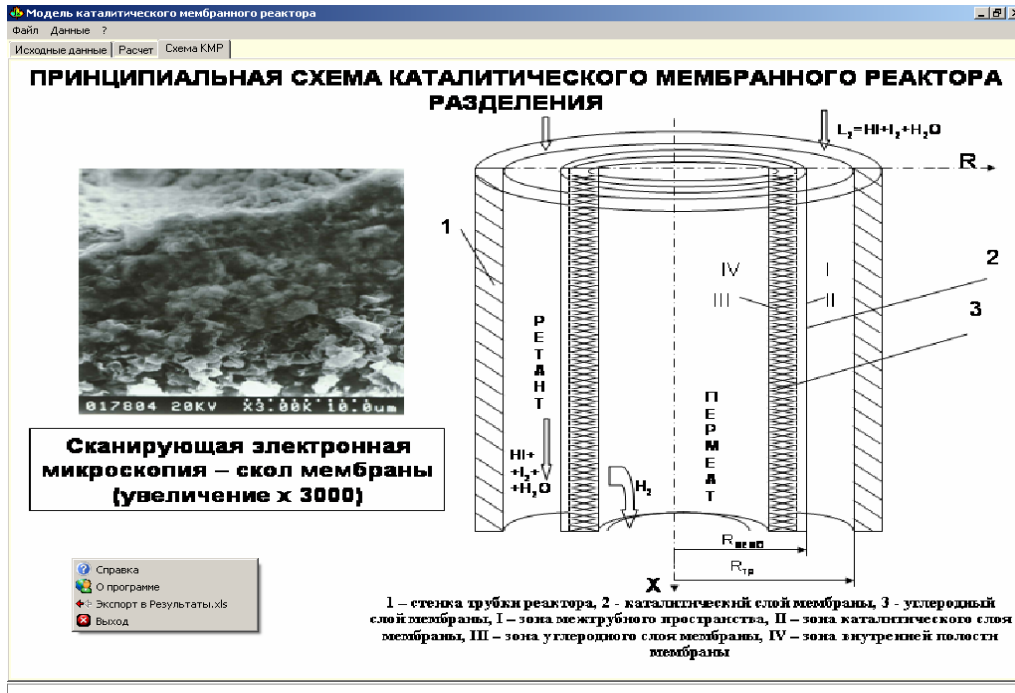 Модель каталитического мембранного реактора
Файл Данные ?
Исходные данные Расчет Схема КМР
ПРИНЦИПИАЛЬНАЯ СХЕМА КАТАЛИТИЧЕСКОГО МЕМБРАННОГО РЕАКТОРА
РАЗДЕЛЕНИЯ
L₂=HI+I₂+H₂O
R
1
2
3
IV
I
III
II
РЕТАНТ
ПЕРМЕАТ
HI+
+I₂+
+H₂O
H₂
017804 20KV X3.00K 10.0um
Сканирующая электронная
микроскопия – скол мембраны
(увеличение х 3000)
Rмемб
Rтр
X
Справка
О программе
Экспорт в Результаты.xls
Выход
1 – стенка трубки реактора, 2 - каталитический слой мембраны, 3 - углеродный
слой мембраны, I – зона межтрубного пространства, II – зона каталитического слоя
мембраны, III – зона углеродного слоя мембраны, IV – зона внутренней полости
мембраны